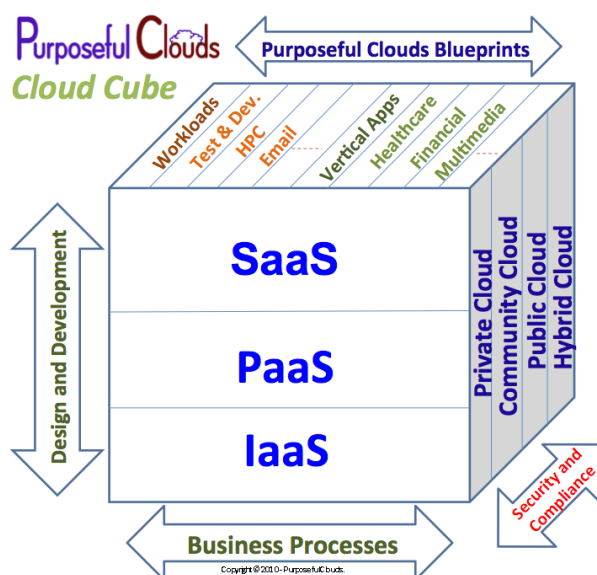 Purposeful Clouds
Cloud Cube
Purposeful Clouds Blueprints
Workloads
Test & Dev.
HPC
Email
Vertical Apps
Healthcare
Financial
Multimedia
SaaS
PaaS
IaaS
Private Cloud
Community Cloud
Public Cloud
Hybrid Cloud
Design and Development
Security and
Compliance
Business Processes
Copyright © 2010 - PurposefulClouds.